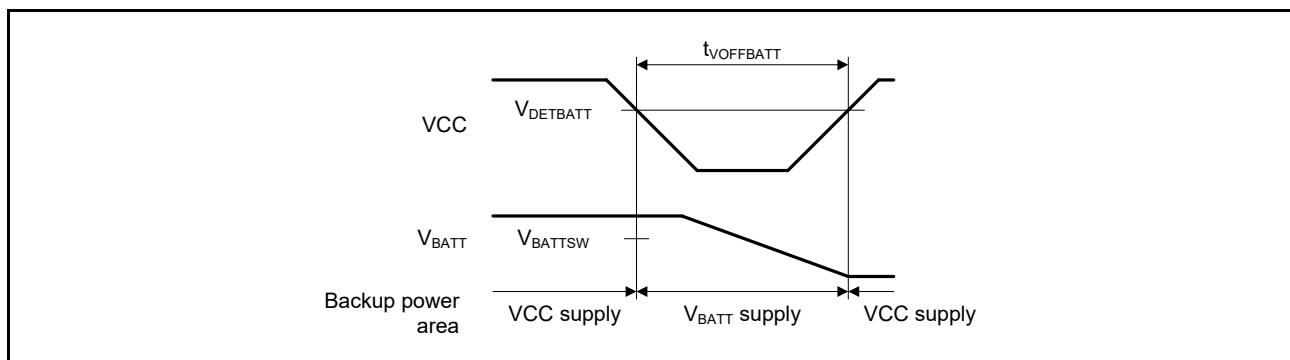 tVOFFBATT
VCC
VDETBATT
VBATT
VBATTSW
Backup power
area
VCC supply
VBATT supply
VCC supply